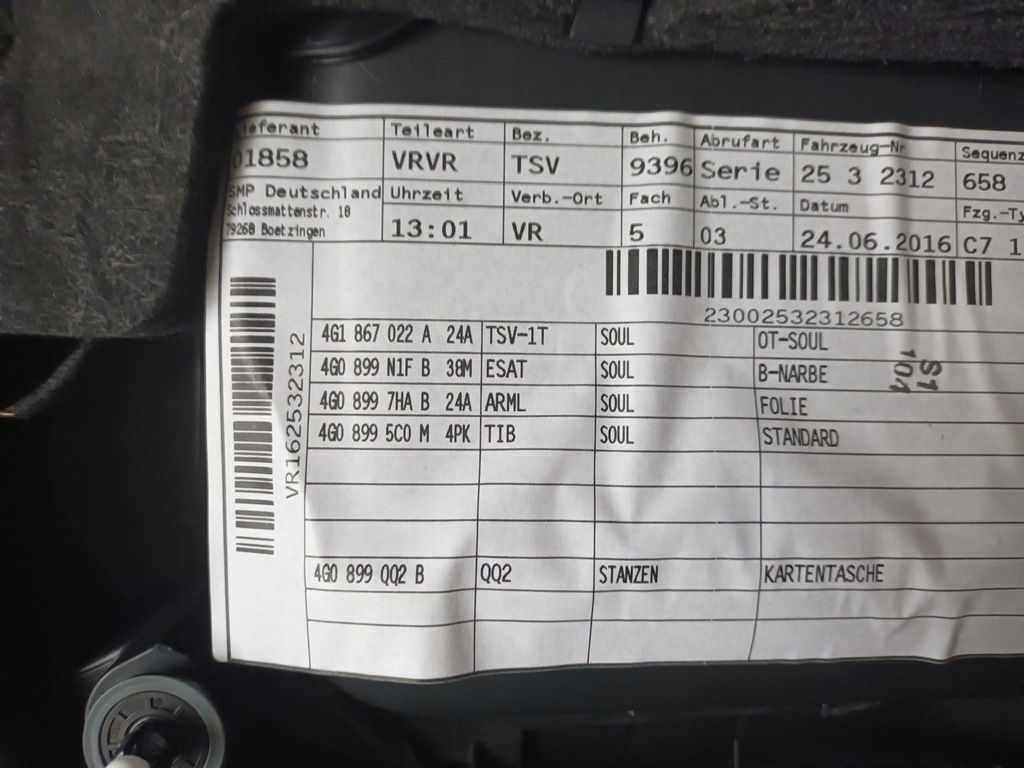 Lieferant Teileart Bez. Beh. Abrufart Fahrzeug-Nr Sequenz
01858 VRVR TSV 9396 Serie 25 3 2312 658
SMP Deutschland Uhrzeit Verb.-Ort Fach Abl.-St. Datum Fzg.-Ty
Schlossmattenstr. 18
79268 Boetzingen 13:01 VR 5 03 24.06.2016 C7 1
23002532312658
VR162532312
4G1 867 022 A 24A TSV-1T SOUL OT-SOUL
4G0 899 N1F B 38M ESAT SOUL B-NARBE
4G0 899 7HA B 24A ARML SOUL FOLIE
4G0 899 5C0 M 4PK TIB SOUL STANDARD
S1
101
4G0 899 QQ2 B QQ2 STANZEN KARTENTASCHE